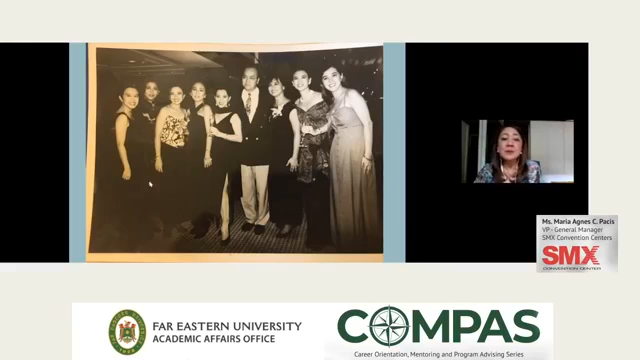 Ms. Maria Agnes C. Pacis
VP - General Manager
SMX Convention Centers
SMX
CONVENTION CENTER
FAR EASTERN UNIVERSITY
ACADEMIC AFFAIRS OFFICE
COMPAS
Career Orientation, Mentoring and Program Advising Series